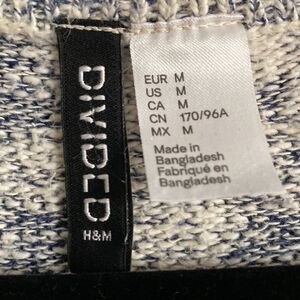 DIVIDED
H&M
EUR M
US M
CA M
CN 170/96A
MX M
Made in
Bangladesh
Fabriqué en
Bangladesh